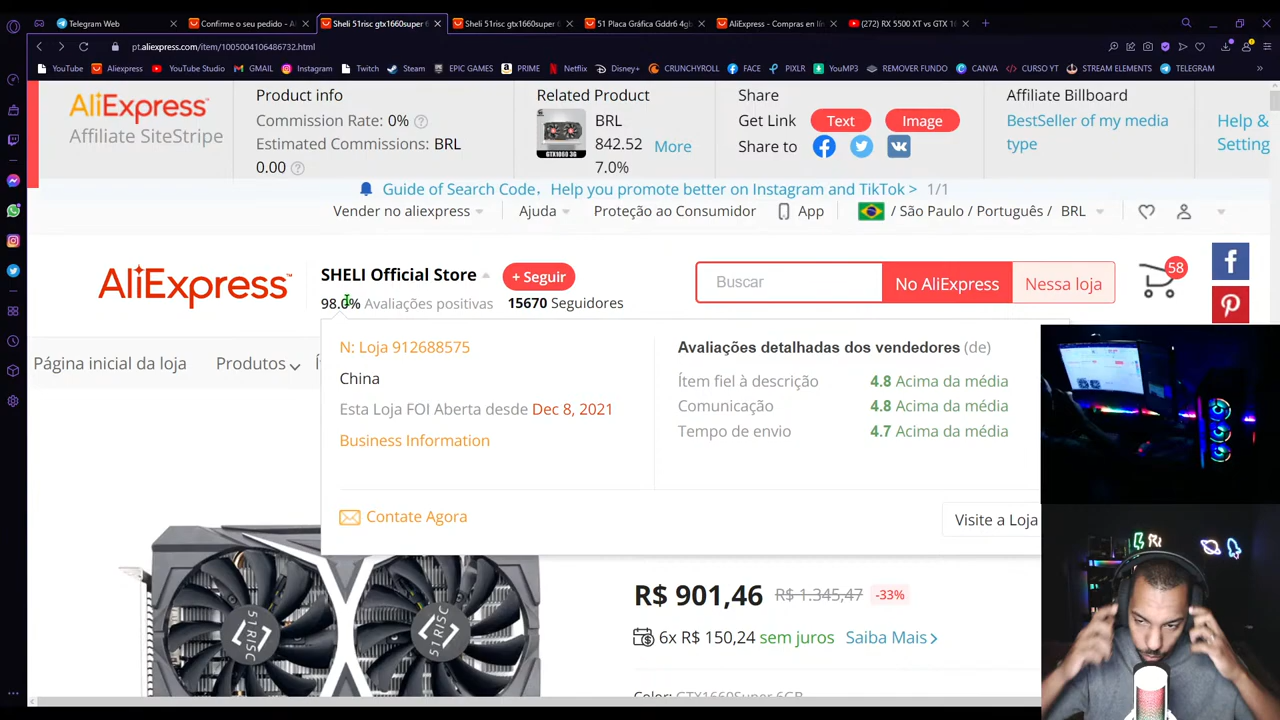 Telegram Web
Confirme o seu pedido - A
Sheli 51risc gtx1660super 6
Sheli 51risc gtx1660super 6
51 Placa Gráfica Gddr6 4gb
AliExpress - Compras en lín
(272) RX 5500 XT vs GTX 1
pt.aliexpress.com/item/1005004106486732.html
YouTube
Aliexpress
YouTube Studio
GMAIL
Instagram
Twitch
Steam
EPIC GAMES
PRIME
Netflix
Disney+
CRUNCHYROLL
FACE
PIXLR
YouMP3
REMOVER FUNDO
CANVA
CURSO YT
STREAM ELEMENTS
TELEGRAM
AliExpress
Affiliate SiteStripe
Product info
Commission Rate: 0%
Estimated Commissions: BRL
0.00
Related Product
BRL
842.52
7.0%
More
GTX1060 3G
Share
Get Link Text Image
Share to
Affiliate Billboard
BestSeller of my media
type
Help &
Setting
Guide of Search Code，Help you promote better on Instagram and TikTok > 1/1
Vender no aliexpress
Ajuda
Proteção ao Consumidor
App
/ São Paulo / Português / BRL
AliExpress
SHELI Official Store
+ Seguir
98.0% Avaliações positivas
15670 Seguidores
Buscar
No AliExpress
Nessa loja
58
Página inicial da loja
Produtos
N: Loja 912688575
China
Esta Loja FOI Aberta desde Dec 8, 2021
Business Information
Contate Agora
Avaliações detalhadas dos vendedores (de)
Ítem fiel à descrição 4.8 Acima da média
Comunicação 4.8 Acima da média
Tempo de envio 4.7 Acima da média
Visite a Loja
51RISC
51RISC
R$ 901,46 R$ 1.345,47 -33%
6x R$ 150,24 sem juros Saiba Mais
Color: GTX1660Super 6GB